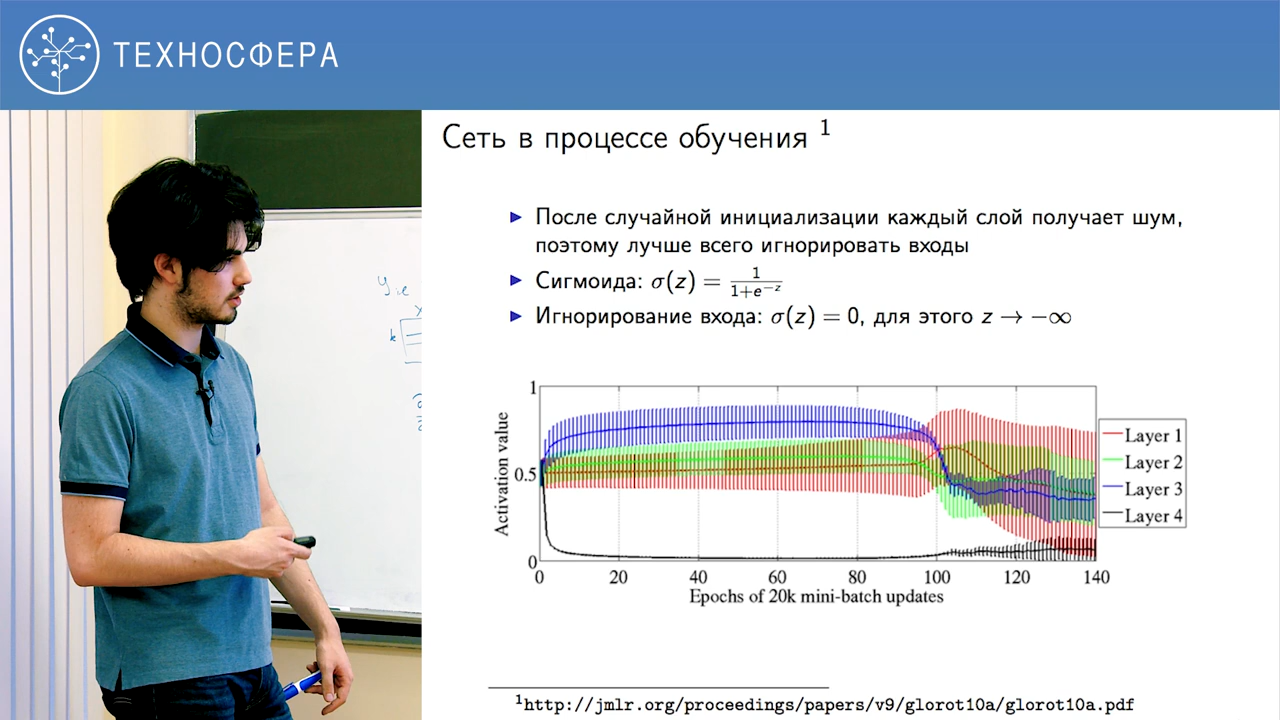 ТЕХНОСФЕРА
Сеть в процессе обучения ¹
После случайной инициализации каждый слой получает шум,
поэтому лучше всего игнорировать входы
Сигмоида: σ(z) = 1/(1+e^{-z})
Игнорирование входа: σ(z) = 0, для этого z → −∞
1
0.5
0
Activation value
0 20 40 60 80 100 120 140
Epochs of 20k mini-batch updates
Layer 1
Layer 2
Layer 3
Layer 4
¹http://jmlr.org/proceedings/papers/v9/glorot10a/glorot10a.pdf